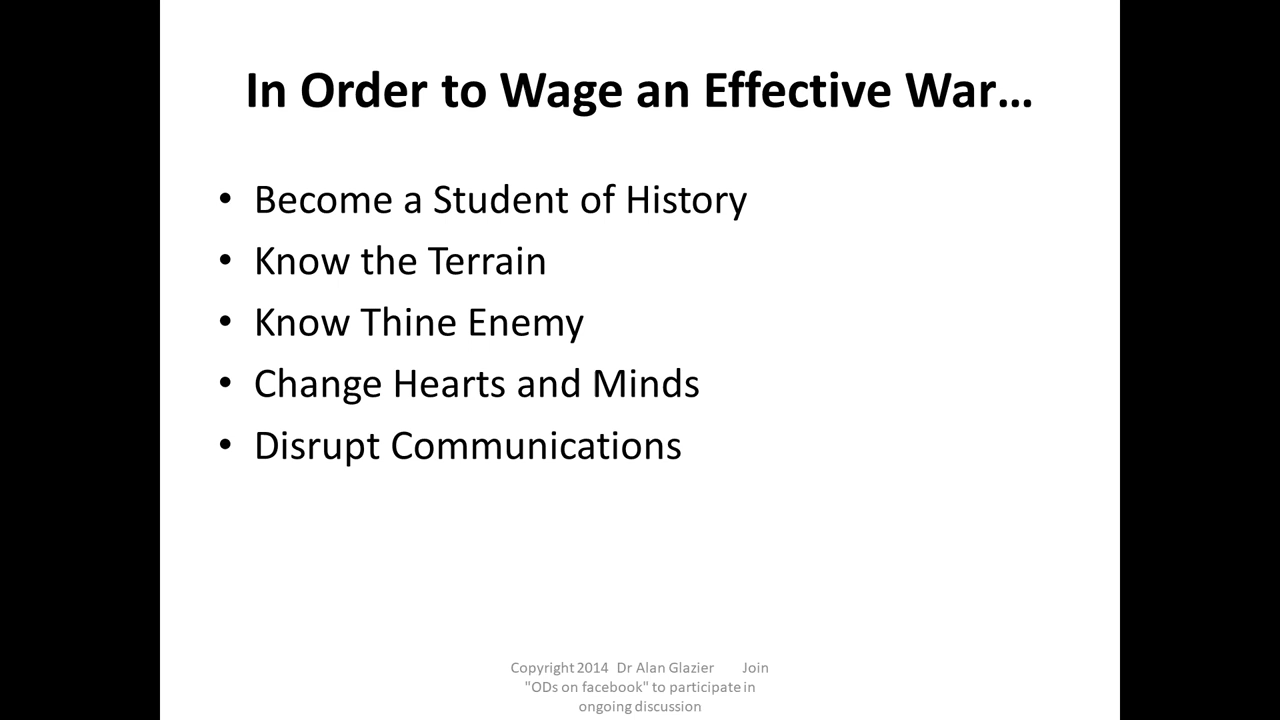 In Order to Wage an Effective War...
• Become a Student of History
• Know the Terrain
• Know Thine Enemy
• Change Hearts and Minds
• Disrupt Communications
Copyright 2014 Dr Alan Glazier Join
"ODs on facebook" to participate in
ongoing discussion